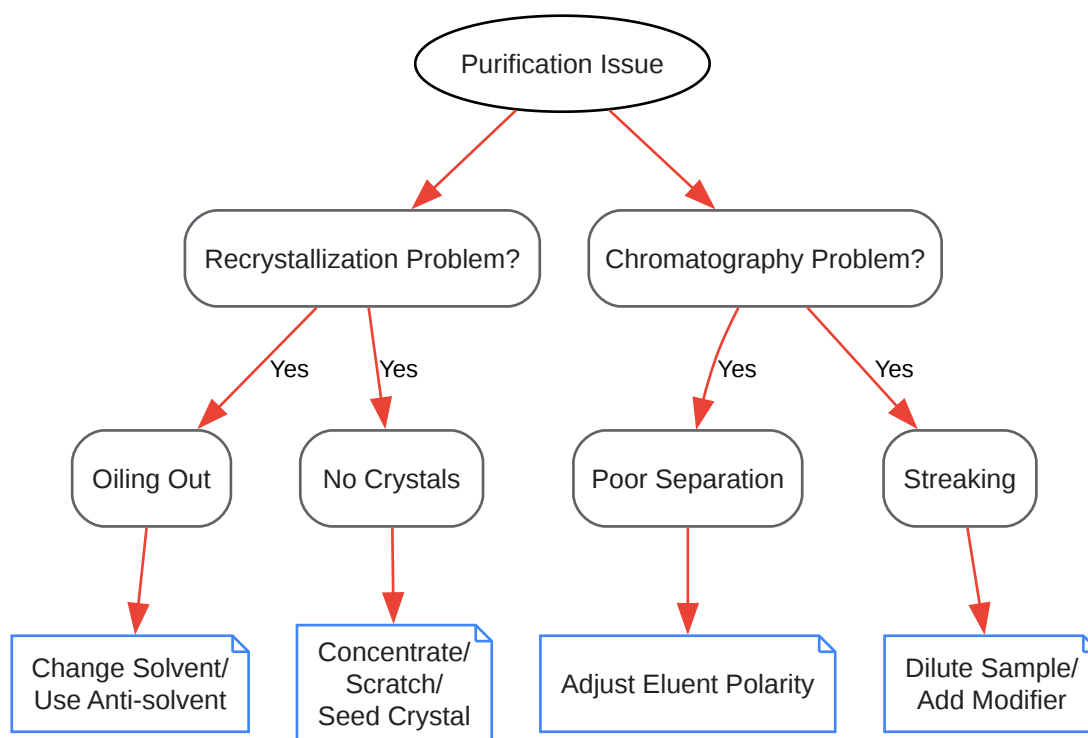 Purification Issue
Recrystallization Problem?
Chromatography Problem?
Yes
Yes
Yes
Yes
Oiling Out
No Crystals
Poor Separation
Streaking
Change Solvent/
Use Anti-solvent
Concentrate/
Scratch/
Seed Crystal
Adjust Eluent Polarity
Dilute Sample/
Add Modifier